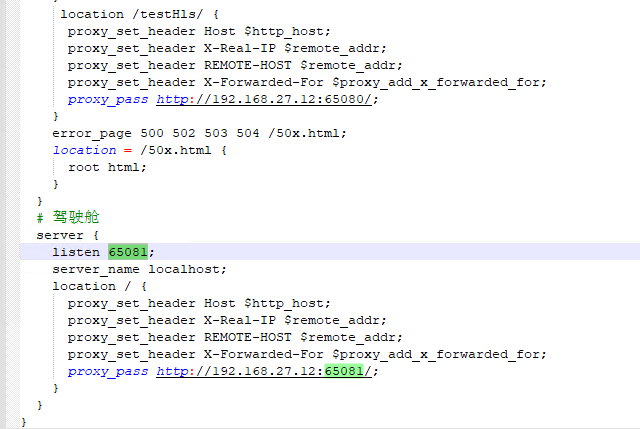 location /testHls/ {
proxy_set_header Host $http_host;
proxy_set_header X-Real-IP $remote_addr;
proxy_set_header REMOTE-HOST $remote_addr;
proxy_set_header X-Forwarded-For $proxy_add_x_forwarded_for;
proxy_pass http://192.168.27.12:65080/;
}
error_page 500 502 503 504 /50x.html;
location = /50x.html {
root html;
}
}
# 驾驶舱
server {
listen 65081;
server_name localhost;
location / {
proxy_set_header Host $http_host;
proxy_set_header X-Real-IP $remote_addr;
proxy_set_header REMOTE-HOST $remote_addr;
proxy_set_header X-Forwarded-For $proxy_add_x_forwarded_for;
proxy_pass http://192.168.27.12:65081/;
}
}
}